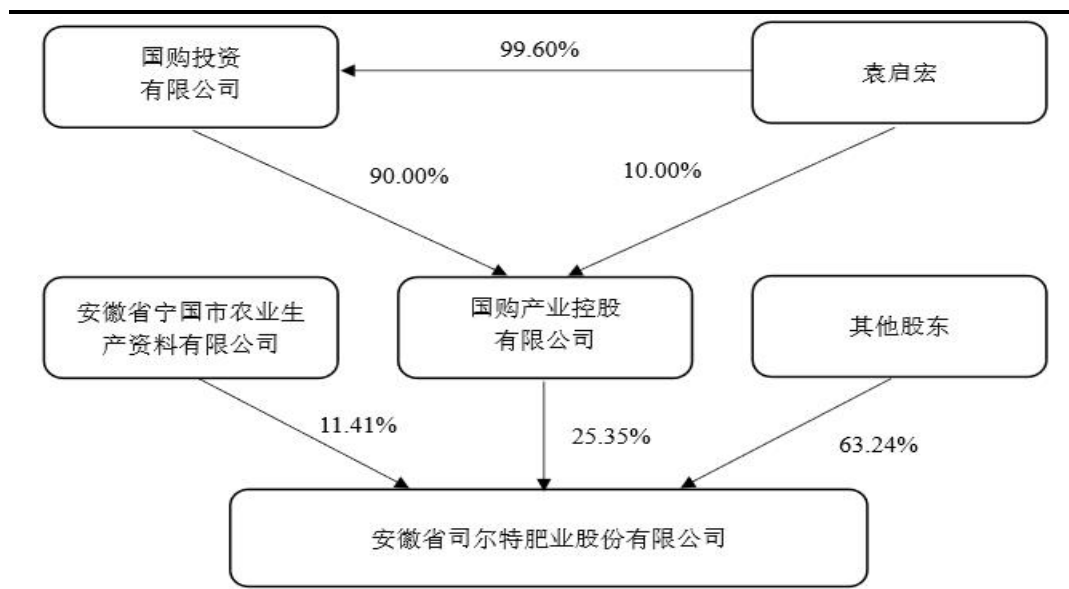 国购投资
有限公司
99.60%
袁启宏
90.00%
10.00%
安徽省宁国市农业生
产资料有限公司
国购产业控股
有限公司
其他股东
11.41%
25.35%
63.24%
安徽省司尔特肥业股份有限公司